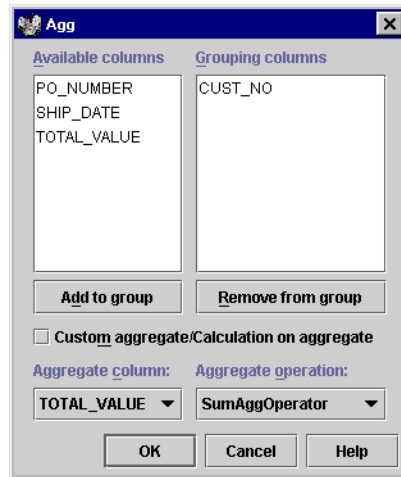 Agg
Available columns Grouping columns
PO_NUMBER CUST_NO
SHIP_DATE
TOTAL_VALUE
Add to group Remove from group
Custom aggregate/Calculation on aggregate
Aggregate column: Aggregate operation:
TOTAL_VALUE SumAggOperator
OK Cancel Help